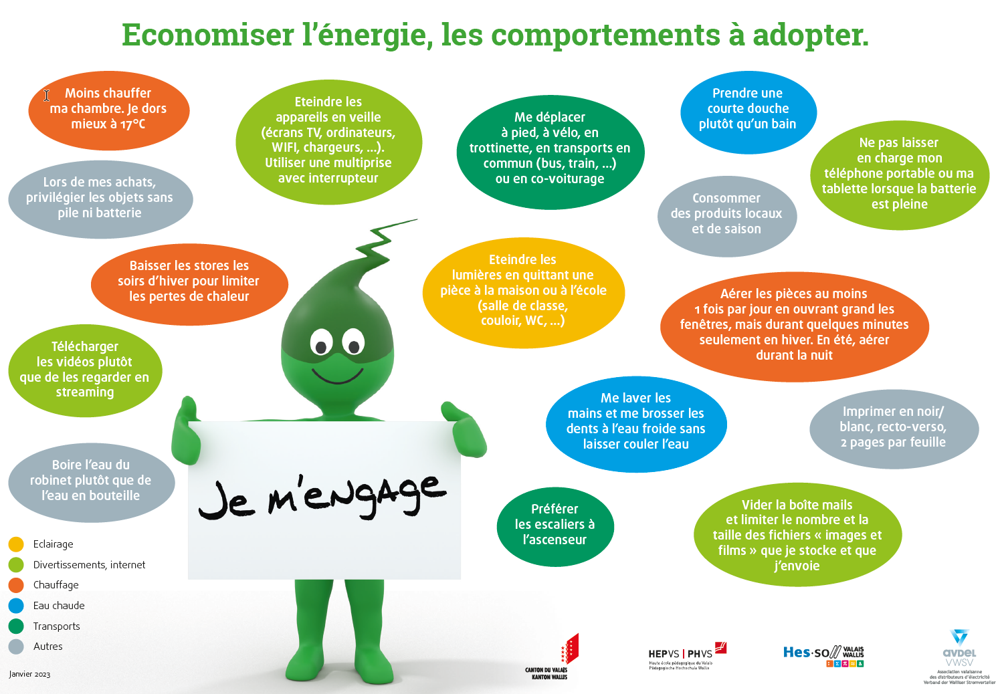 Economiser l'énergie, les comportements à adopter.
Moins chauffer
ma chambre. Je dors
mieux à 17°C
Eteindre les
appareils en veille
(écrans TV, ordinateurs,
WIFI, chargeurs, ...).
Utiliser une multiprise
avec interrupteur
Me déplacer
à pied, à vélo, en
trottinette, en transports en
commun (bus, train, ...)
ou en co-voiturage
Prendre une
courte douche
plutôt qu'un bain
Ne pas laisser
en charge mon
téléphone portable ou ma
tablette lorsque la batterie
est pleine
Lors de mes achats,
privilégier les objets sans
pile ni batterie
Consommer
des produits locaux
et de saison
Baisser les stores les
soirs d'hiver pour limiter
les pertes de chaleur
Eteindre les
lumières en quittant une
pièce à la maison ou à l'école
(salle de classe,
couloir, WC, ...)
Aérer les pièces au moins
1 fois par jour en ouvrant grand les
fenêtres, mais durant quelques minutes
seulement en hiver. En été, aérer
durant la nuit
Télécharger
les vidéos plutôt
que de les regarder en
streaming
Me laver les
mains et me brosser les
dents à l'eau froide sans
laisser couler l'eau
Imprimer en noir/
blanc, recto-verso,
2 pages par feuille
Boire l'eau du
robinet plutôt que de
l'eau en bouteille
Je m'engage
Préférer
les escaliers à
l'ascenseur
Vider la boîte mails
et limiter le nombre et la
taille des fichiers « images et
films » que je stocke et que
j'envoie
Eclairage
Divertissements, internet
Chauffage
Eau chaude
Transports
Autres
Janvier 2023
CANTON DU VALAIS
KANTON WALLIS
HEPVS | PHVS
Haute école pédagogique du Valais
Pädagogische Hochschule Wallis
Hes·so VALAIS
WALLIS
Σ π ≈ &
avdel
VWSV
Association valaisanne
des distributeurs d'électricité
Verband der Walliser Stromverteiler